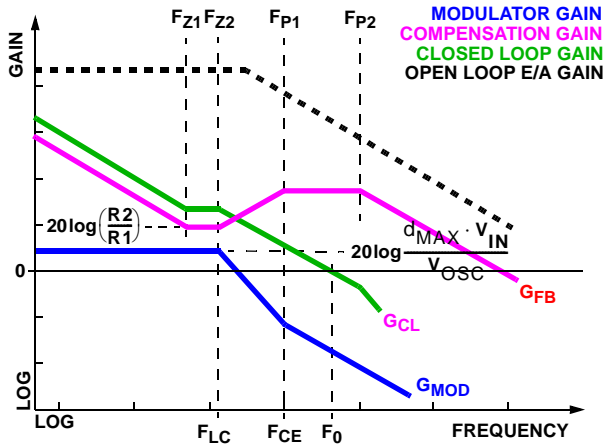 F_Z1 F_Z2 F_P1 F_P2
MODULATOR GAIN
COMPENSATION GAIN
CLOSED LOOP GAIN
OPEN LOOP E/A GAIN
GAIN
20log(R2/R1)
20log d_MAX · V_IN / V_OSC
0
G_FB
G_CL
G_MOD
LOG
LOG
F_LC F_CE F_0
FREQUENCY